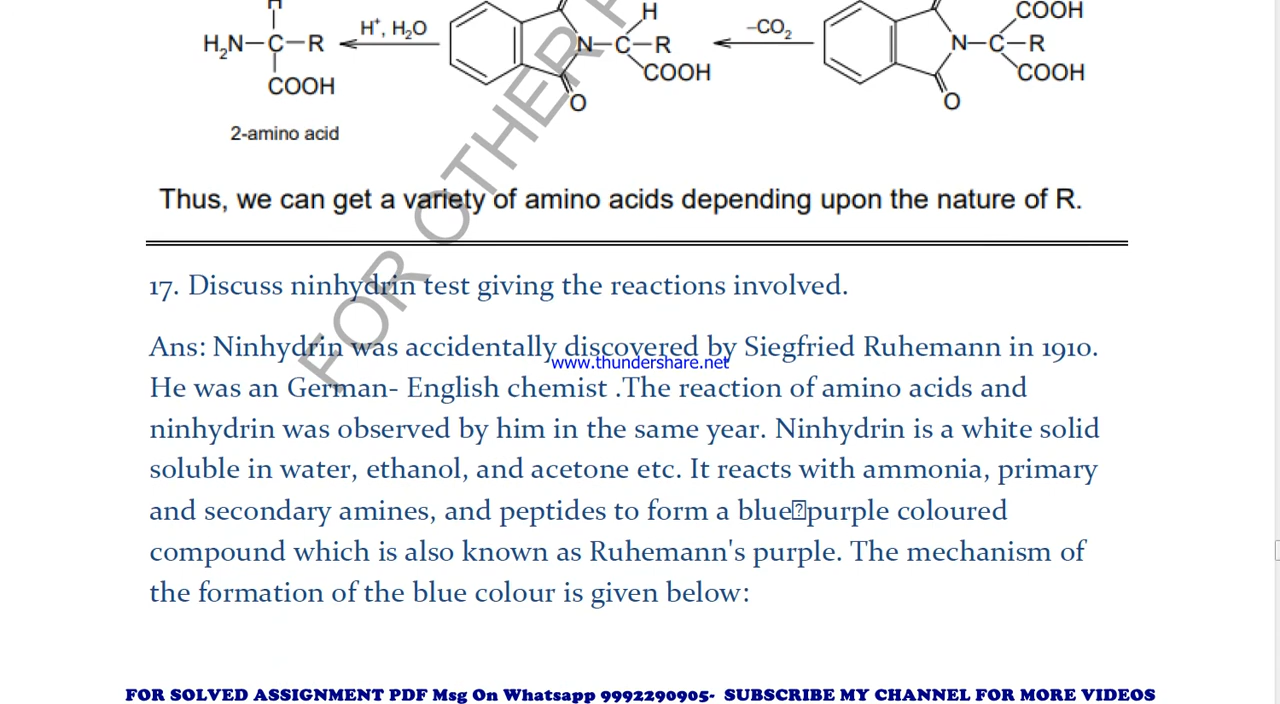 H
COOH
H₂N–C–R
H⁺, H₂O
N–C–R
–CO₂
N–C–R
COOH
COOH
COOH
O
O
2-amino acid
Thus, we can get a variety of amino acids depending upon the nature of R.
17. Discuss ninhydrin test giving the reactions involved.
Ans: Ninhydrin was accidentally discovered by Siegfried Ruhemann in 1910.
www.thundershare.net
He was an German- English chemist .The reaction of amino acids and
ninhydrin was observed by him in the same year. Ninhydrin is a white solid
soluble in water, ethanol, and acetone etc. It reacts with ammonia, primary
and secondary amines, and peptides to form a blue⍰purple coloured
compound which is also known as Ruhemann's purple. The mechanism of
the formation of the blue colour is given below:
FOR OTHER
FOR SOLVED ASSIGNMENT PDF Msg On Whatsapp 9992290905- SUBSCRIBE MY CHANNEL FOR MORE VIDEOS